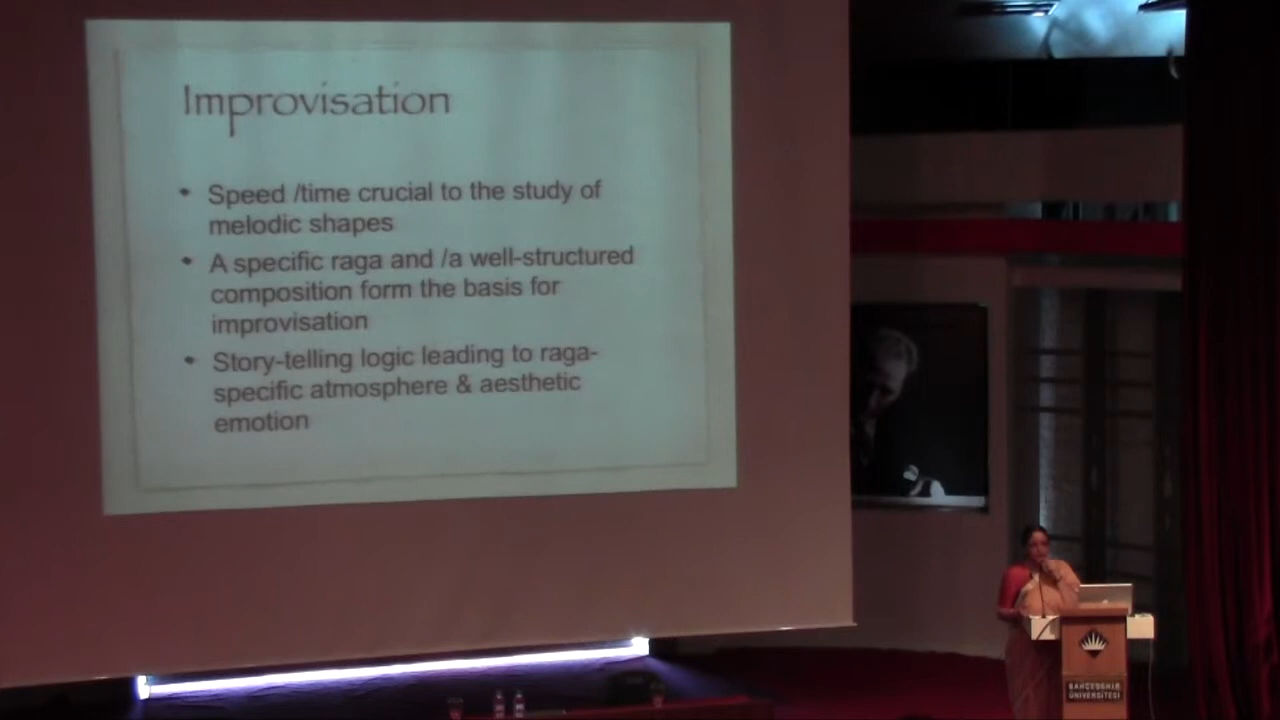 Improvisation
• Speed /time crucial to the study of
melodic shapes
• A specific raga and /a well-structured
composition form the basis for
improvisation
• Story-telling logic leading to raga-
specific atmosphere & aesthetic
emotion
BAHÇEŞEHİR
ÜNİVERSİTESİ